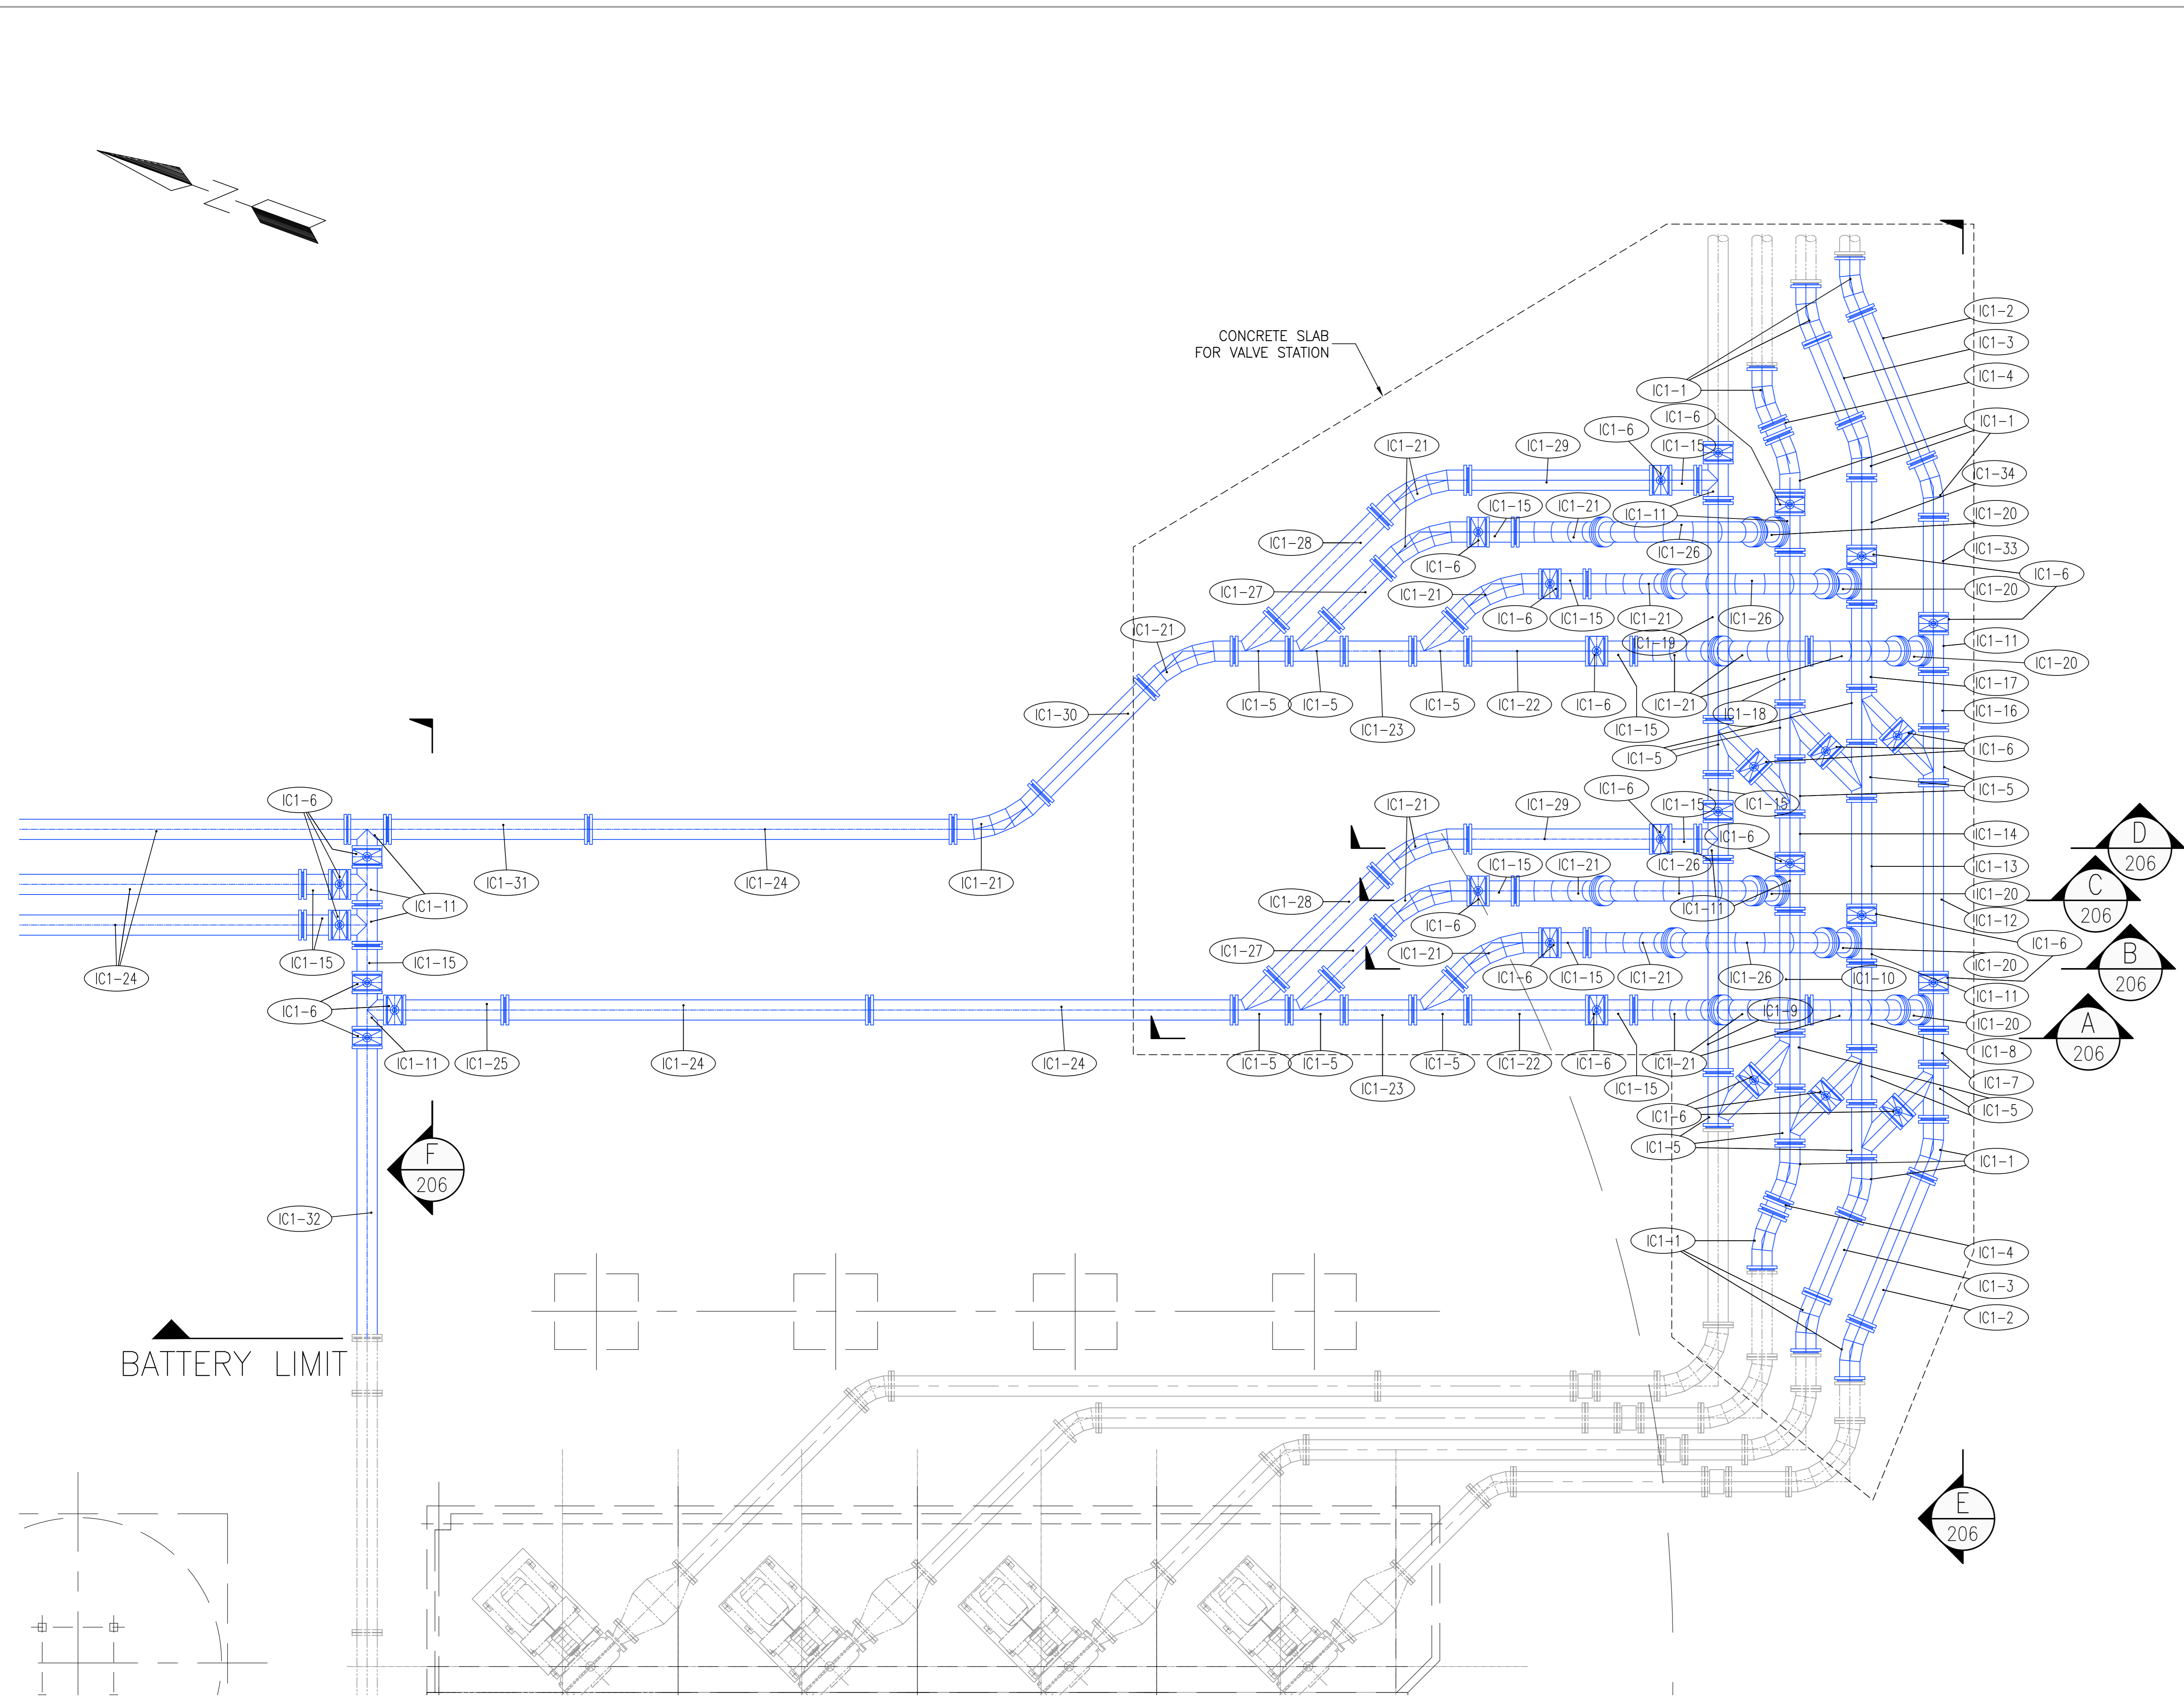 IC1-2
CONCRETE SLAB
FOR VALVE STATION
IC1-3
IC1-4
IC1-1
IC1-6
IC1-1
IC1-6
IC1-21
IC1-29
IC1-15
IC1-34
IC1-15
IC1-21
IC1-11
IC1-20
IC1-28
IC1-26
IC1-33
IC1-6
IC1-6
IC1-27
IC1-21
IC1-20
IC1-6
IC1-15
IC1-21
IC1-26
IC1-21
IC1-19
IC1-11
IC1-20
IC1-17
IC1-5
IC1-5
IC1-5
IC1-22
IC1-6
IC1-21
IC1-16
IC1-30
IC1-18
IC1-23
IC1-15
IC1-6
IC1-5
IC1-6
IC1-6
IC1-5
IC1-21
IC1-29
IC1-15
IC1-15
IC1-14
D
206
IC1-6
IC1-31
IC1-24
IC1-21
IC1-15
IC1-21
IC1-26
IC1-13
C
206
IC1-20
IC1-11
IC1-28
IC1-11
IC1-12
IC1-6
IC1-6
IC1-27
IC1-21
B
206
IC1-15
IC1-15
IC1-20
IC1-24
IC1-6
IC1-15
IC1-21
IC1-26
IC1-10
IC1-11
IC1-6
IC1-9
IC1-20
A
206
IC1-8
IC1-11
IC1-25
IC1-24
IC1-24
IC1-5
IC1-5
IC1-5
IC1-22
IC1-6
IC1-21
IC1-7
IC1-23
IC1-15
IC1-5
IC1-6
IC1-5
F
206
IC1-1
IC1-32
IC1-1
IC1-4
IC1-3
IC1-2
BATTERY LIMIT
E
206